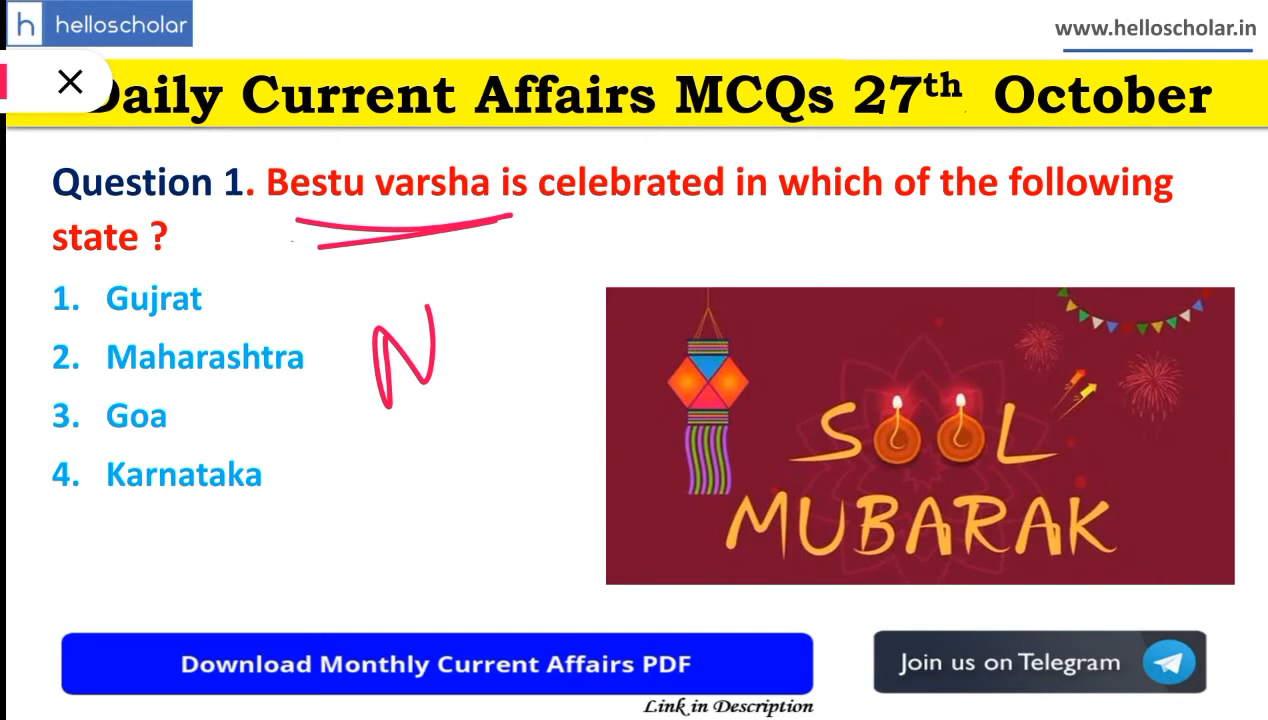 helloscholar
www.helloscholar.in
Daily Current Affairs MCQs 27th October
Question 1. Bestu varsha is celebrated in which of the following
state ?
1. Gujrat
2. Maharashtra
3. Goa
4. Karnataka
N
SOOL
MUBARAK
Download Monthly Current Affairs PDF
Join us on Telegram
Link in Description